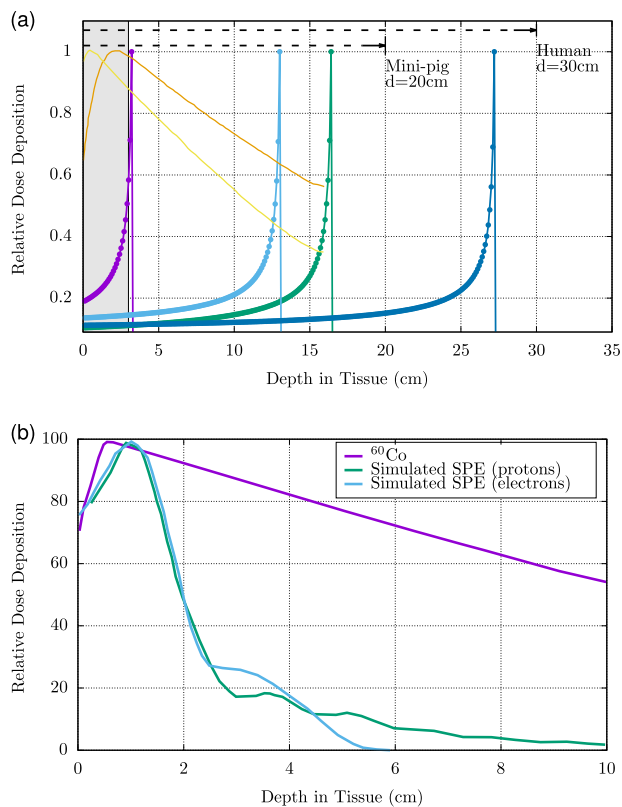 (a)
Relative Dose Deposition
1
0.8
0.6
0.4
0.2
Human
d=30cm
Mini-pig
d=20cm
0 5 10 15 20 25 30 35
Depth in Tissue (cm)
(b)
Relative Dose Deposition
100
80
60
40
20
0
⁶⁰Co
Simulated SPE (protons)
Simulated SPE (electrons)
0 2 4 6 8 10
Depth in Tissue (cm)